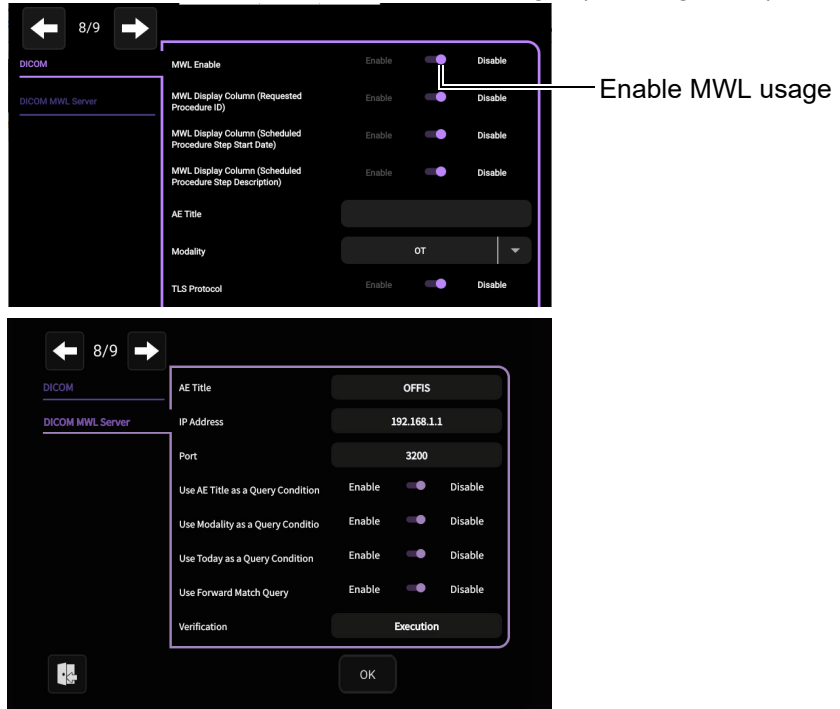 8/9
DICOM
DICOM MWL Server
MWL Enable Enable Disable
MWL Display Column (Requested
Procedure ID) Enable Disable
MWL Display Column (Scheduled
Procedure Step Start Date) Enable Disable
MWL Display Column (Scheduled
Procedure Step Description) Enable Disable
AE Title
Modality OT
TLS Protocol Enable Disable
Enable MWL usage
8/9
DICOM
DICOM MWL Server
AE Title OFFIS
IP Address 192.168.1.1
Port 3200
Use AE Title as a Query Condition Enable Disable
Use Modality as a Query Conditio Enable Disable
Use Today as a Query Condition Enable Disable
Use Forward Match Query Enable Disable
Verification Execution
OK